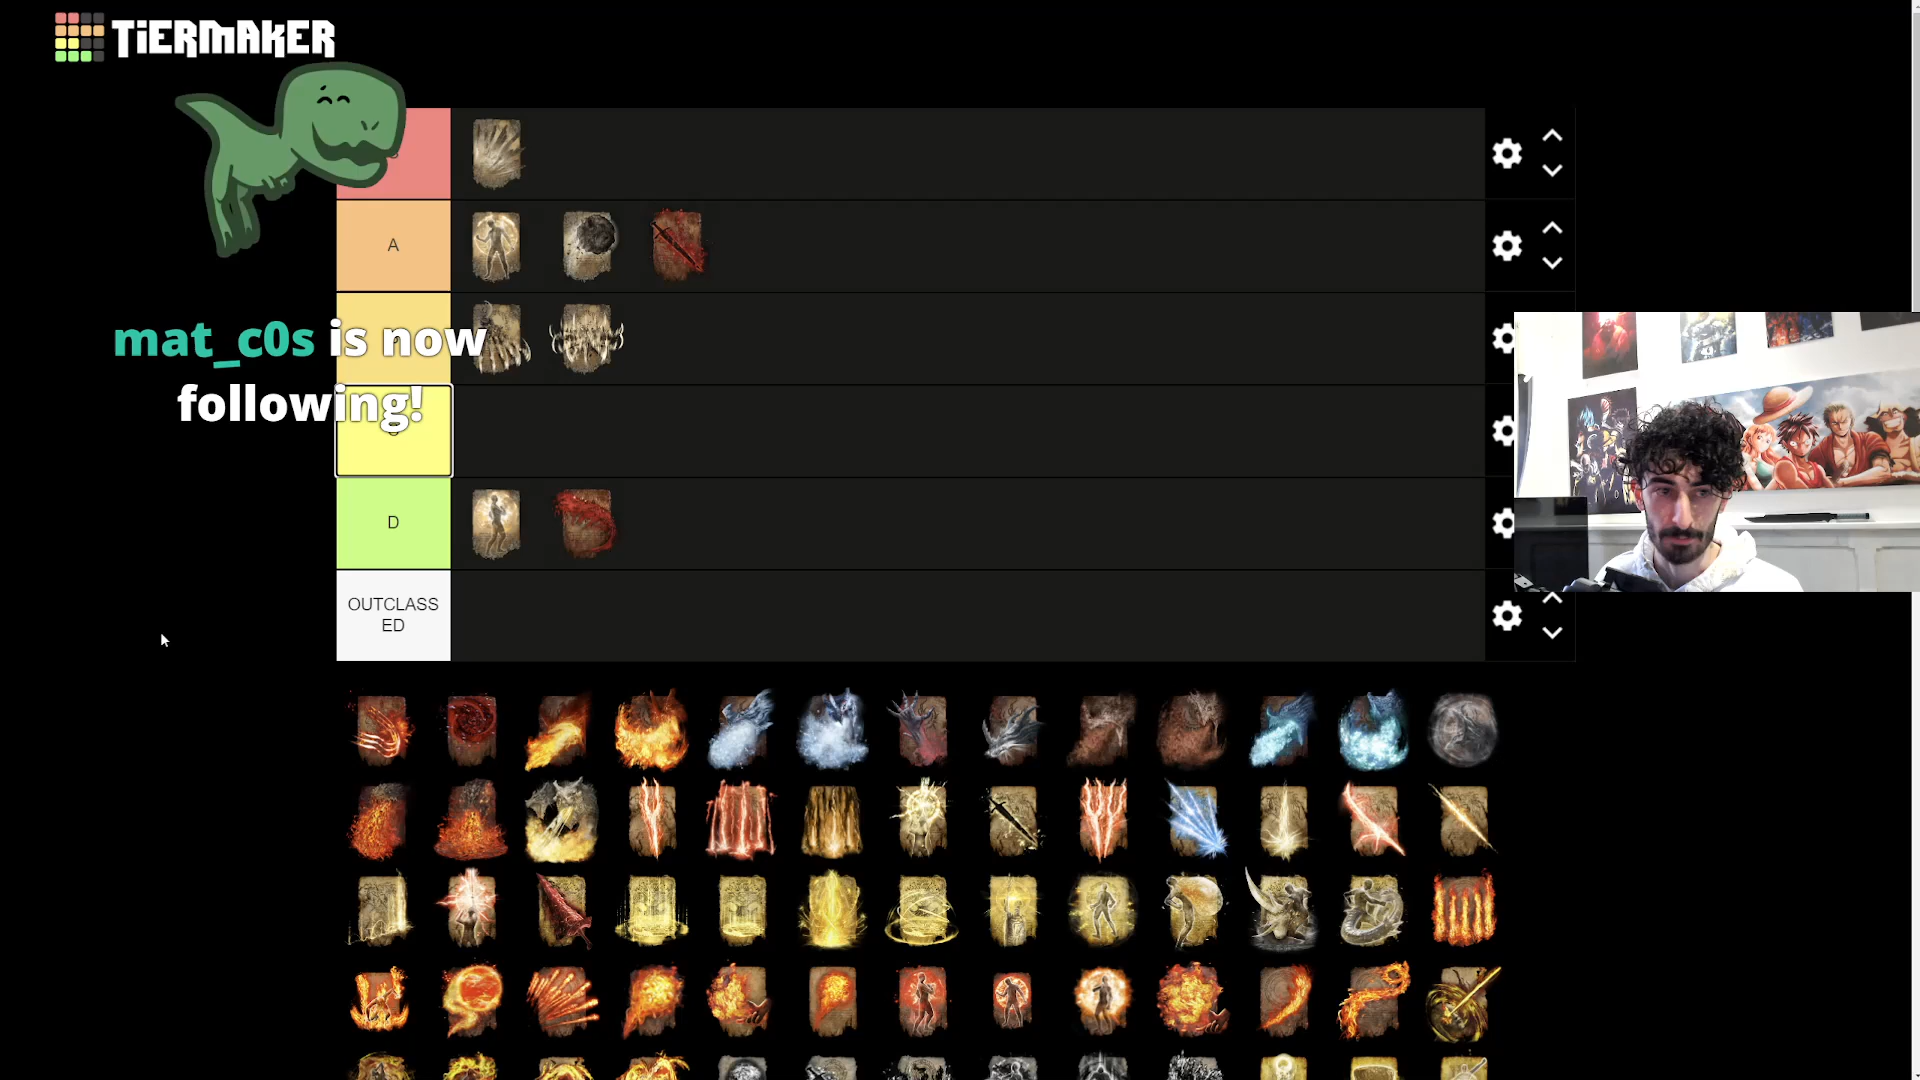 TiERMAKER
A
mat_c0s is now
following!
D
OUTCLASS
ED